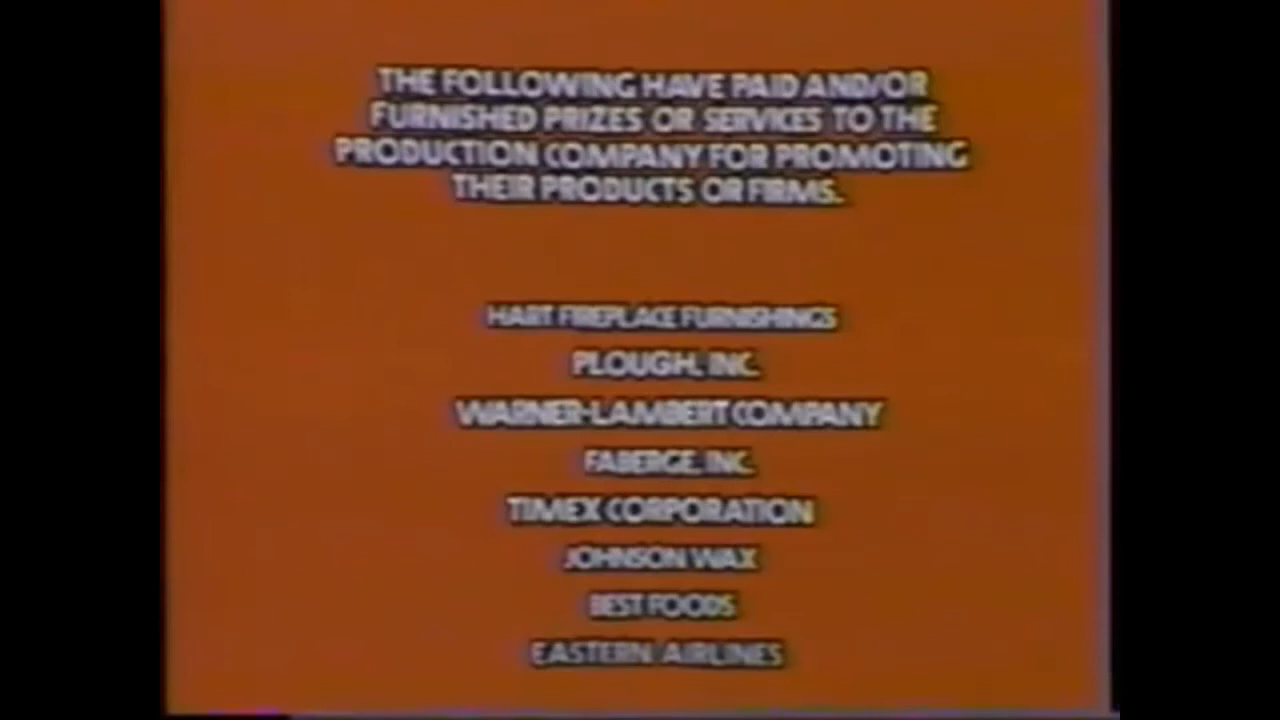 THE FOLLOWING HAVE PAID AND/OR
FURNISHED PRIZES OR SERVICES TO THE
PRODUCTION COMPANY FOR PROMOTING
THEIR PRODUCTS OR FIRMS.
HART FIREPLACE FURNISHINGS
PLOUGH, INC.
WARNER-LAMBERT COMPANY
FABERGE, INC.
TIMEX CORPORATION
JOHNSON WAX
BEST FOODS
EASTERN AIRLINES